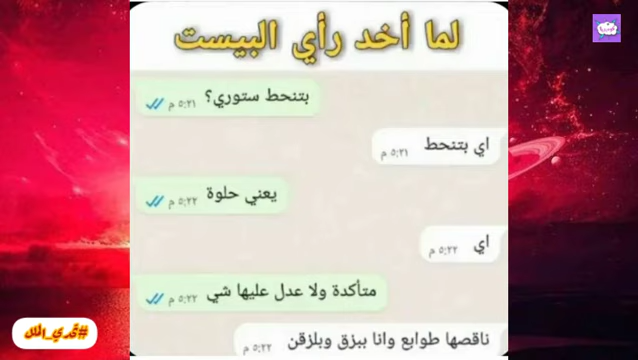 لما أخد رأي البيست
بتنحط ستوري؟ ٥:٢١ م
اي بتنحط ٥:٢١ م
يعني حلوة ٥:٢٢ م
اي ٥:٢٢ م
متأكدة ولا عدل عليها شي ٥:٢٢ م
ناقصها طوابع وانا ببزق وبلزقن ٥:٢٢ م
#تحدي_الملل